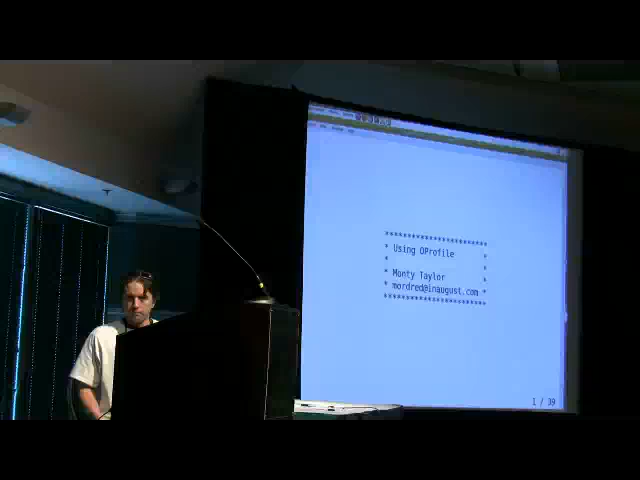 ***********************
* Using OProfile *
* *
* Monty Taylor *
* mordred@inaugust.com *
***********************
1 / 39